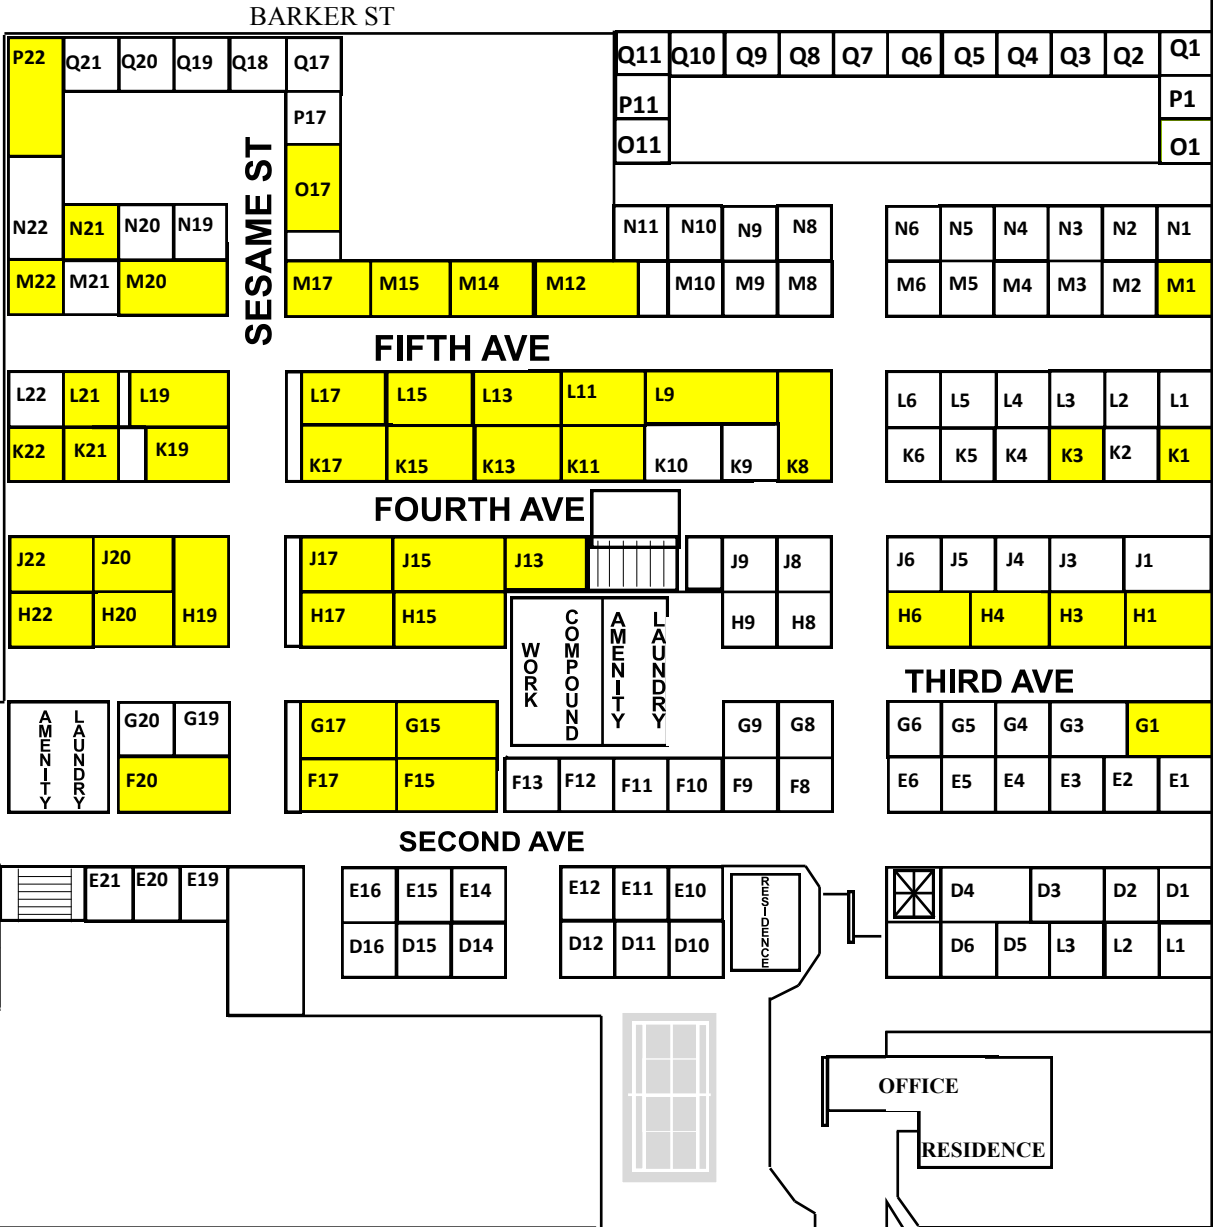 BARKER ST
P22 Q21 Q20 Q19 Q18 Q17 Q11 Q10 Q9 Q8 Q7 Q6 Q5 Q4 Q3 Q2 Q1
P17 P11 P1
O17 O11 O1
SESAME ST
N22 N21 N20 N19 N11 N10 N9 N8 N6 N5 N4 N3 N2 N1
M22 M21 M20 M17 M15 M14 M12 M10 M9 M8 M6 M5 M4 M3 M2 M1
FIFTH AVE
L22 L21 L19 L17 L15 L13 L11 L9 L6 L5 L4 L3 L2 L1
K22 K21 K19 K17 K15 K13 K11 K10 K9 K8 K6 K5 K4 K3 K2 K1
FOURTH AVE
J22 J20 J17 J15 J13 J9 J8 J6 J5 J4 J3 J1
H22 H20 H19 H17 H15 H9 H8 H6 H4 H3 H1
WORK
COMPOUND
AMENITY
LAUNDRY
THIRD AVE
AMENITY
LAUNDRY
G20 G19 G17 G15 G9 G8 G6 G5 G4 G3 G1
F20 F17 F15 F13 F12 F11 F10 F9 F8 E6 E5 E4 E3 E2 E1
SECOND AVE
E21 E20 E19 E16 E15 E14 E12 E11 E10 D4 D3 D2 D1
RESIDENCE
D16 D15 D14 D12 D11 D10 D6 D5 L3 L2 L1
OFFICE
RESIDENCE